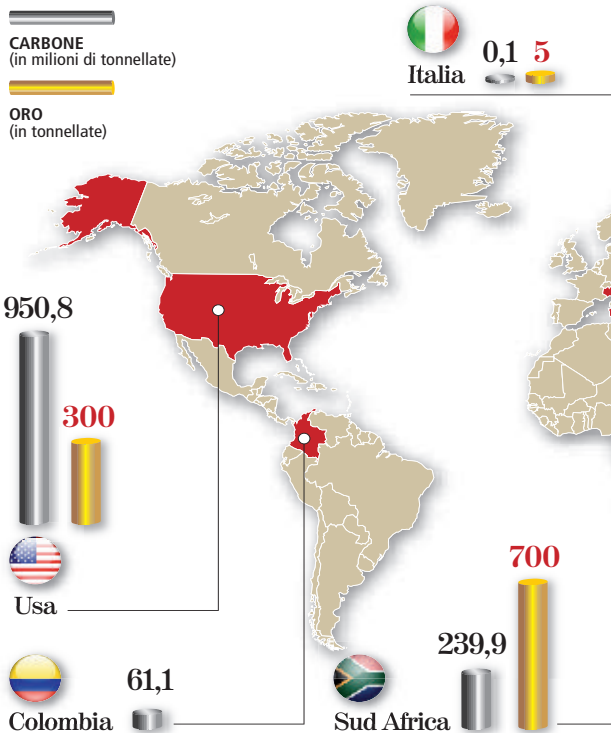 CARBONE
(in milioni di tonnellate)
ORO
(in tonnellate)
Italia
0,1 5
950,8
300
Usa
61,1
Colombia
700
239,9
Sud Africa